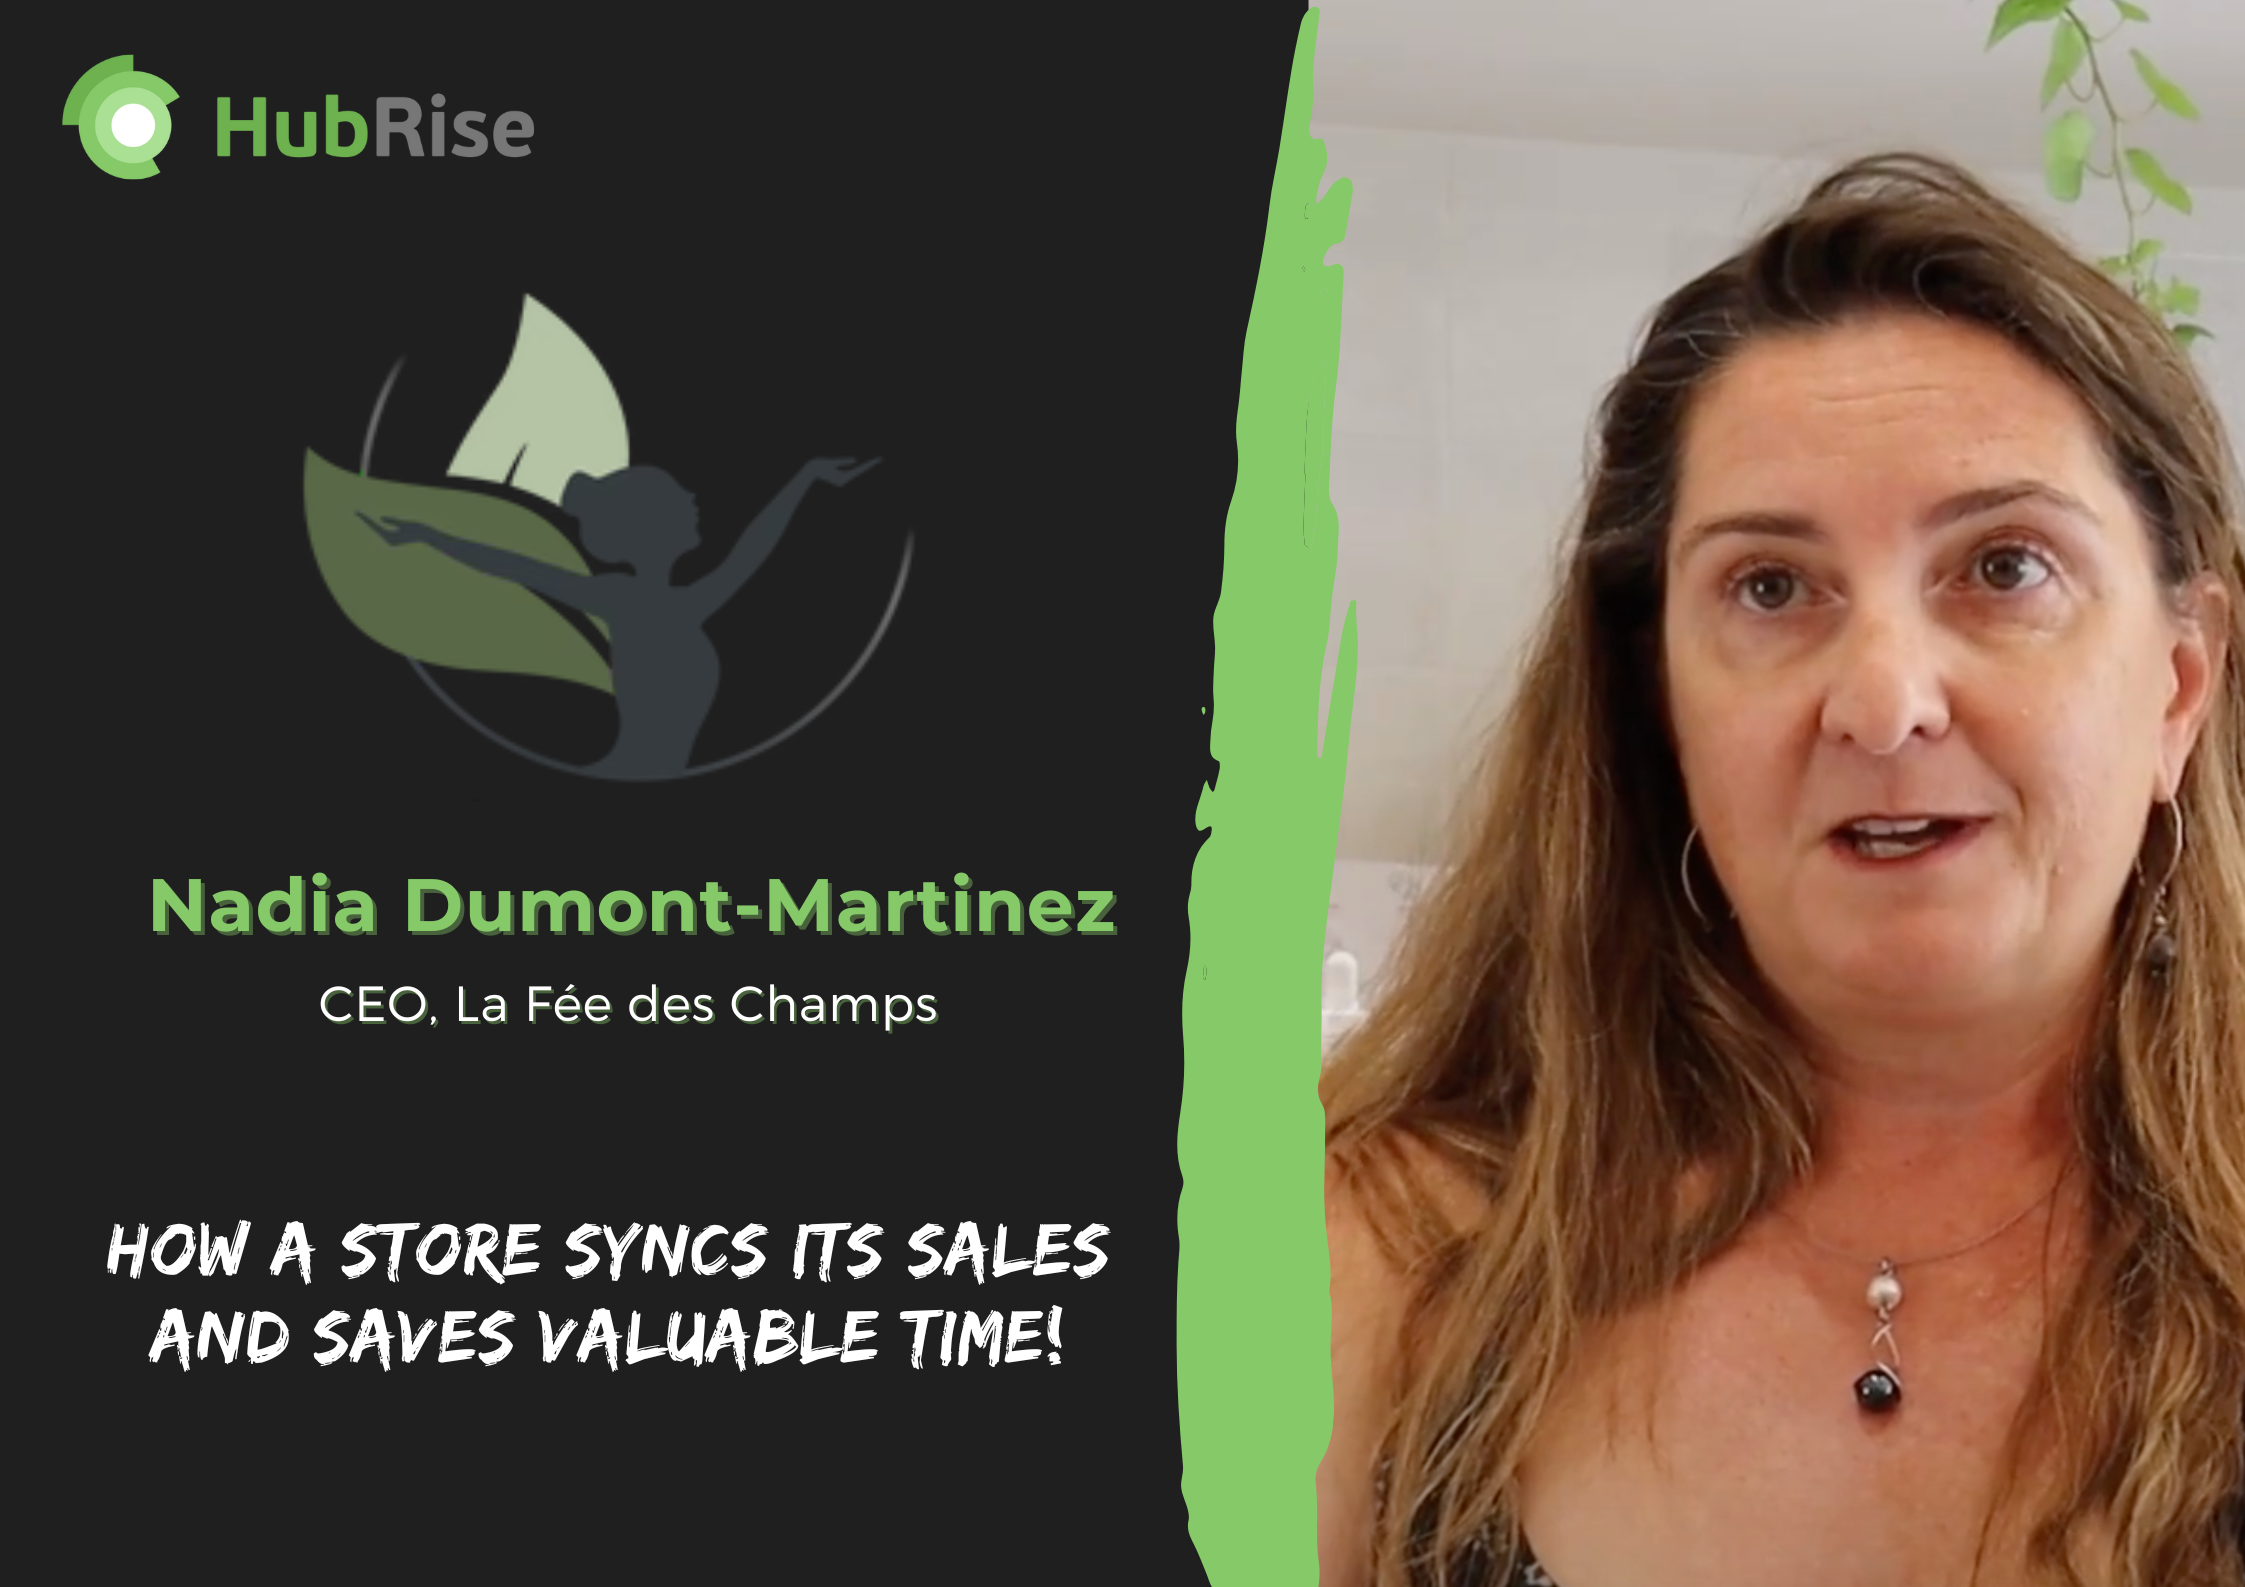 HubRise
Nadia Dumont-Martinez
CEO, La Fée des Champs
HOW A STORE SYNCS ITS SALES
AND SAVES VALUABLE TIME!